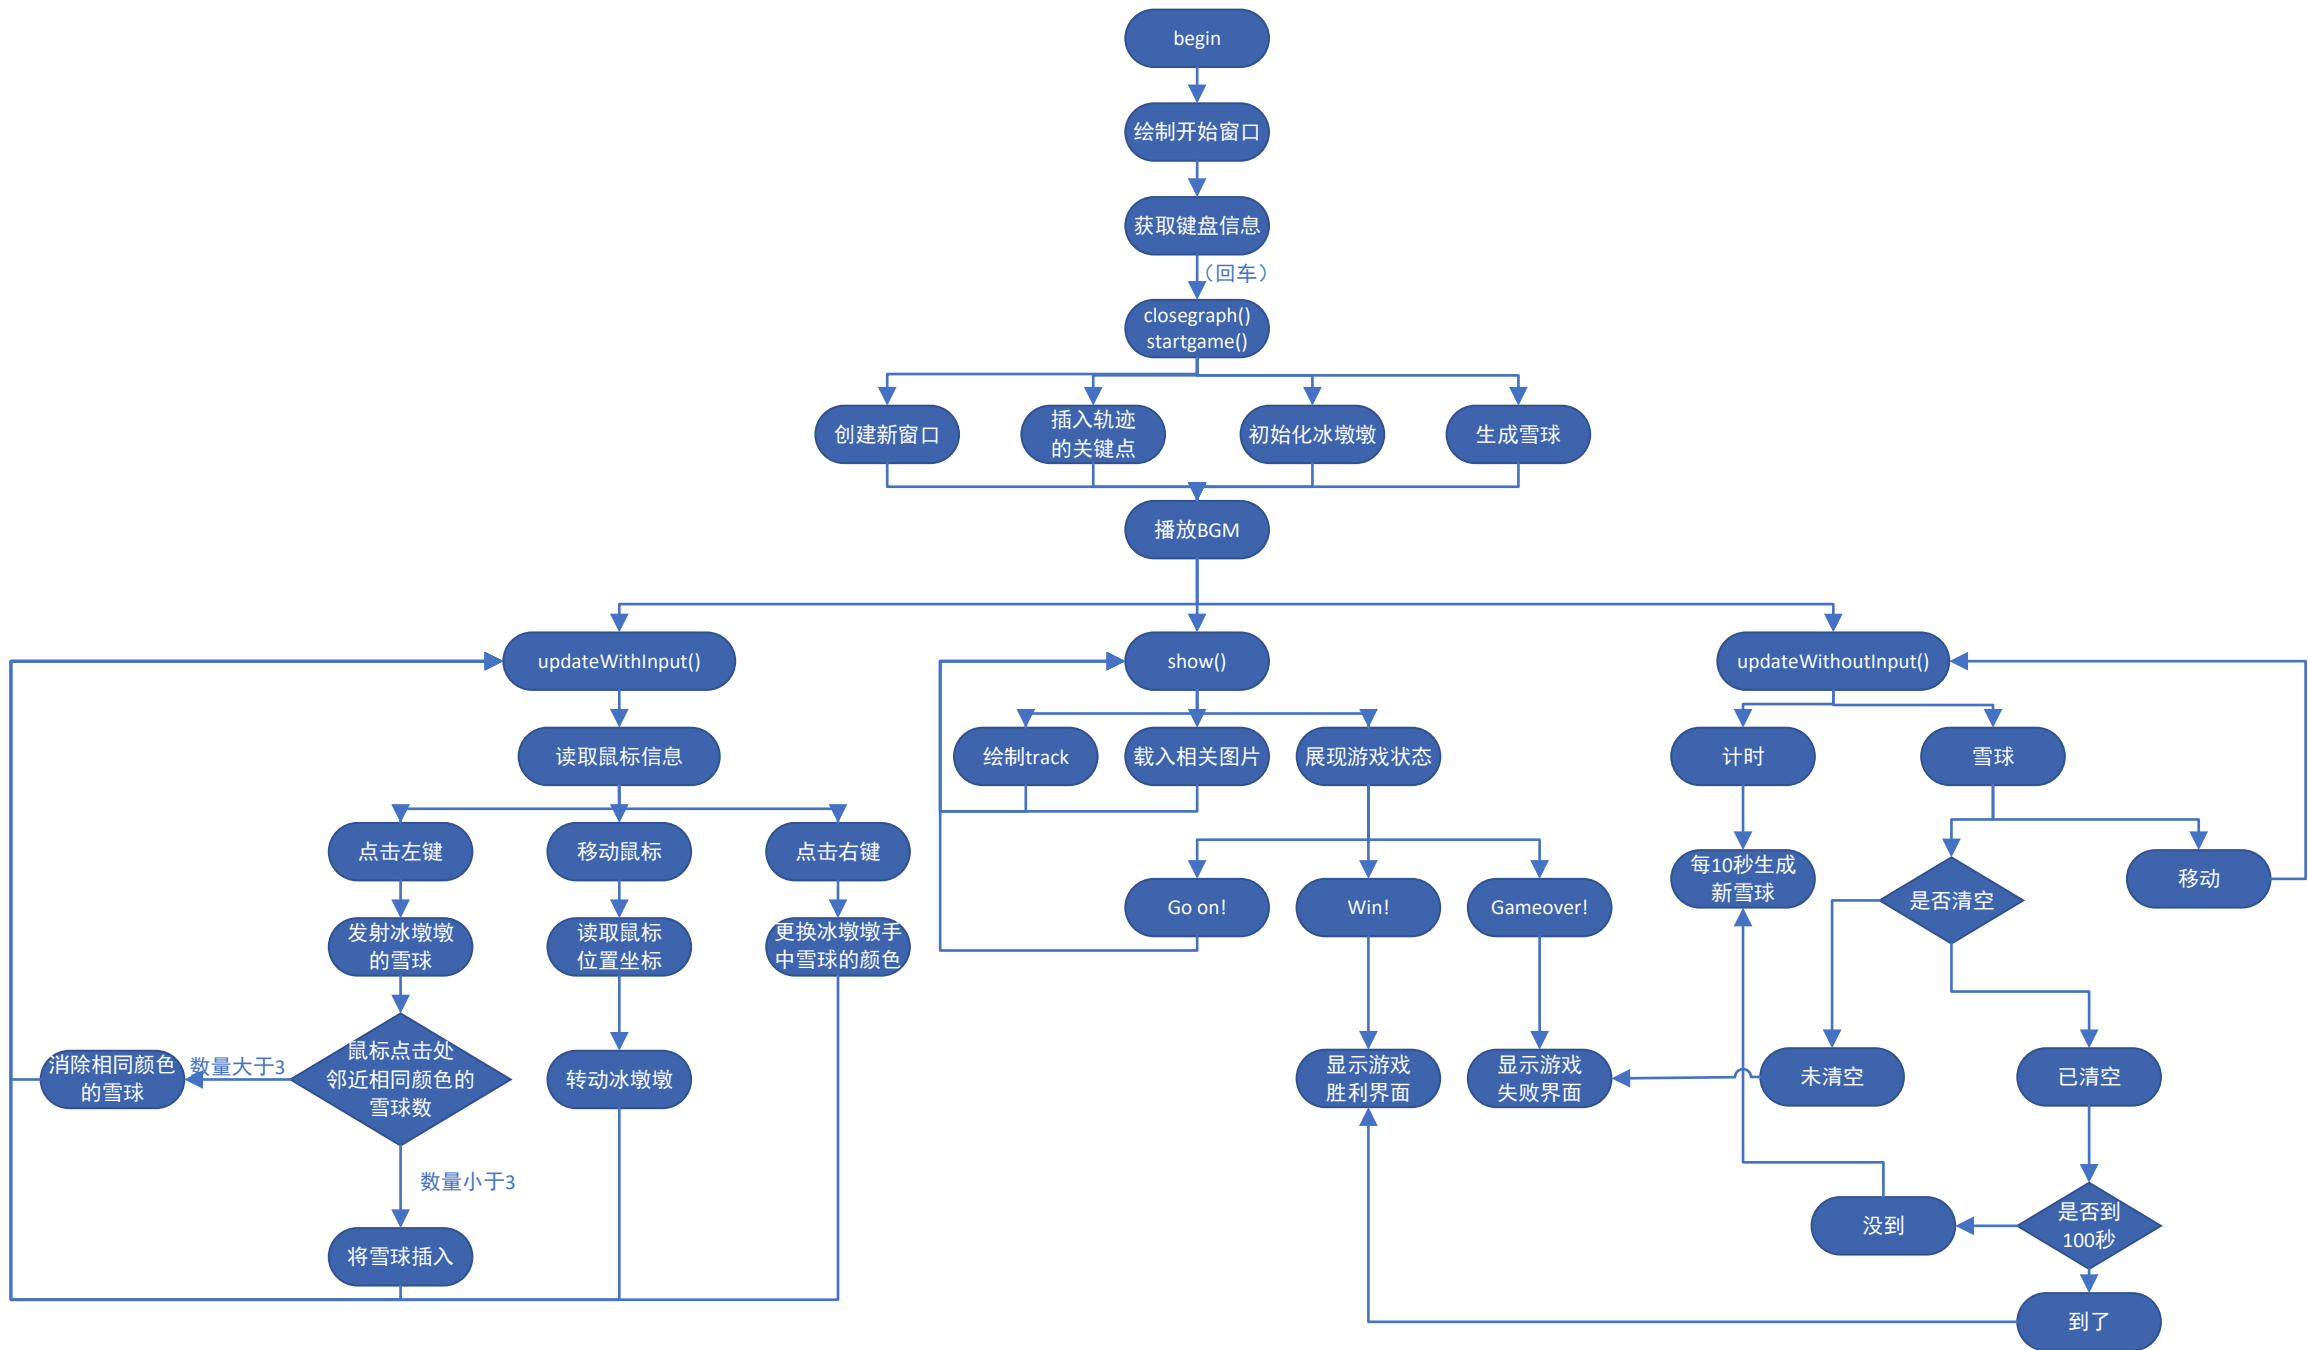 begin
绘制开始窗口
获取键盘信息
（回车）
closegraph()
startgame()
创建新窗口
插入轨迹
的关键点
初始化冰墩墩
生成雪球
播放BGM
updateWithInput()
show()
updateWithoutInput()
读取鼠标信息
绘制track
载入相关图片
展现游戏状态
计时
雪球
点击左键
移动鼠标
点击右键
每10秒生成
新雪球
是否清空
移动
Go on!
Win!
Gameover!
发射冰墩墩
的雪球
读取鼠标
位置坐标
更换冰墩墩手
中雪球的颜色
消除相同颜色
的雪球
数量大于3
鼠标点击处
邻近相同颜色的
雪球数
转动冰墩墩
显示游戏
胜利界面
显示游戏
失败界面
未清空
已清空
数量小于3
将雪球插入
没到
是否到
100秒
到了